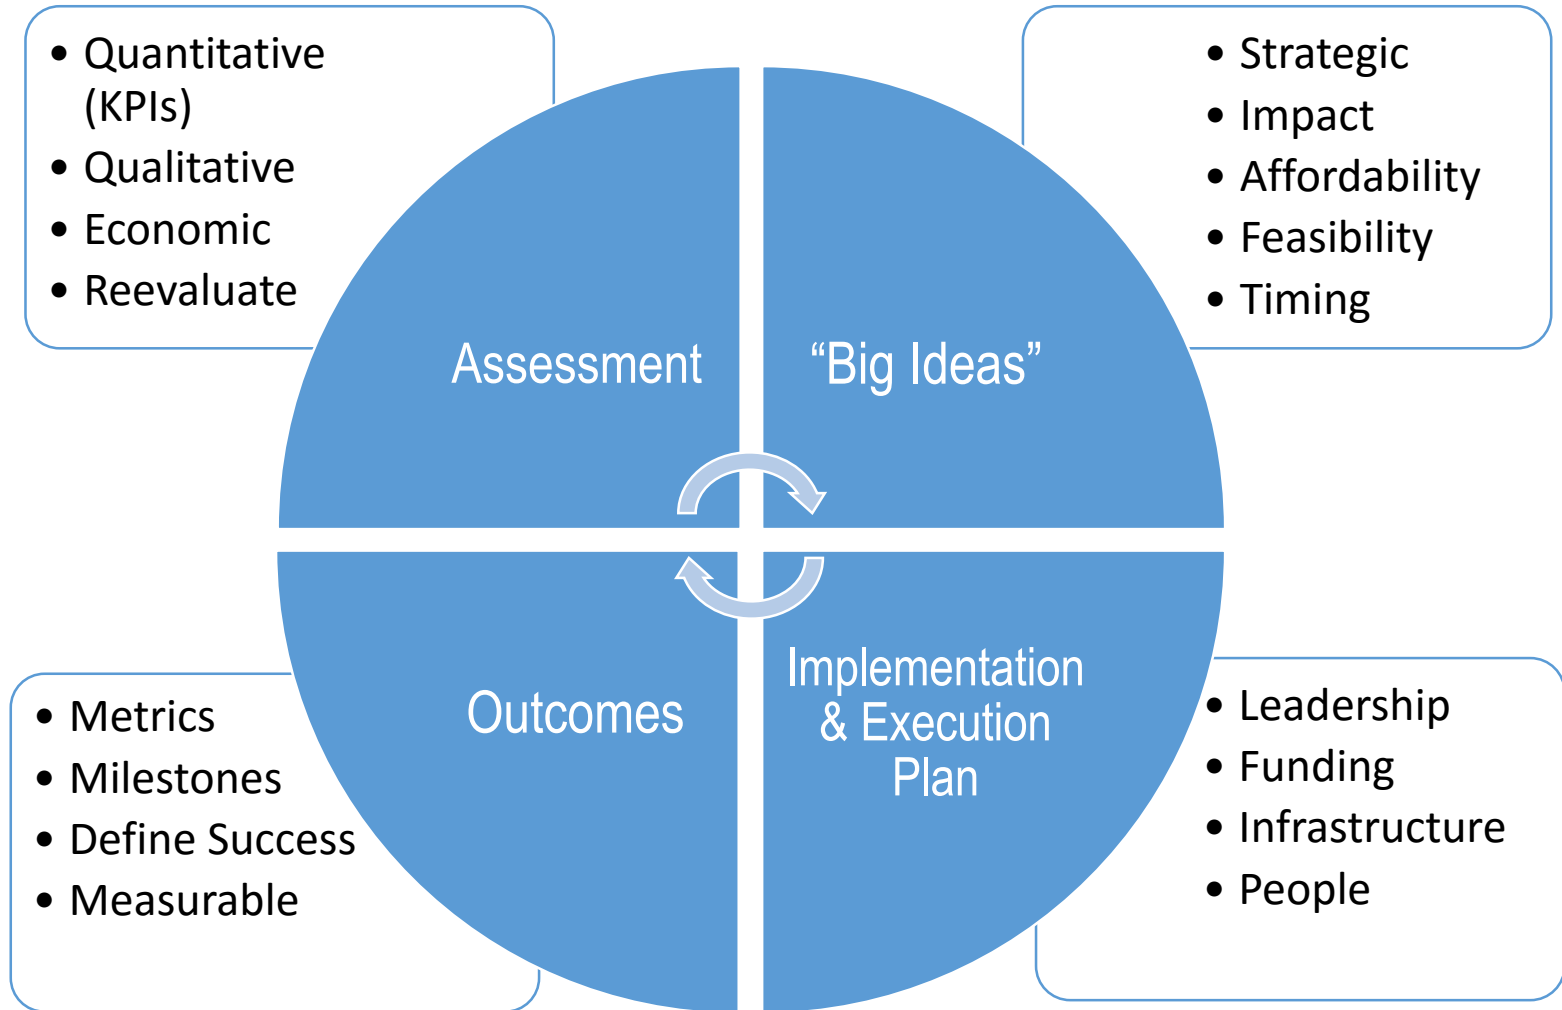 • Quantitative
(KPIs)
• Qualitative
• Economic
• Reevaluate
• Strategic
• Impact
• Affordability
• Feasibility
• Timing
Assessment
“Big Ideas”
Outcomes
Implementation
& Execution
Plan
• Metrics
• Milestones
• Define Success
• Measurable
• Leadership
• Funding
• Infrastructure
• People